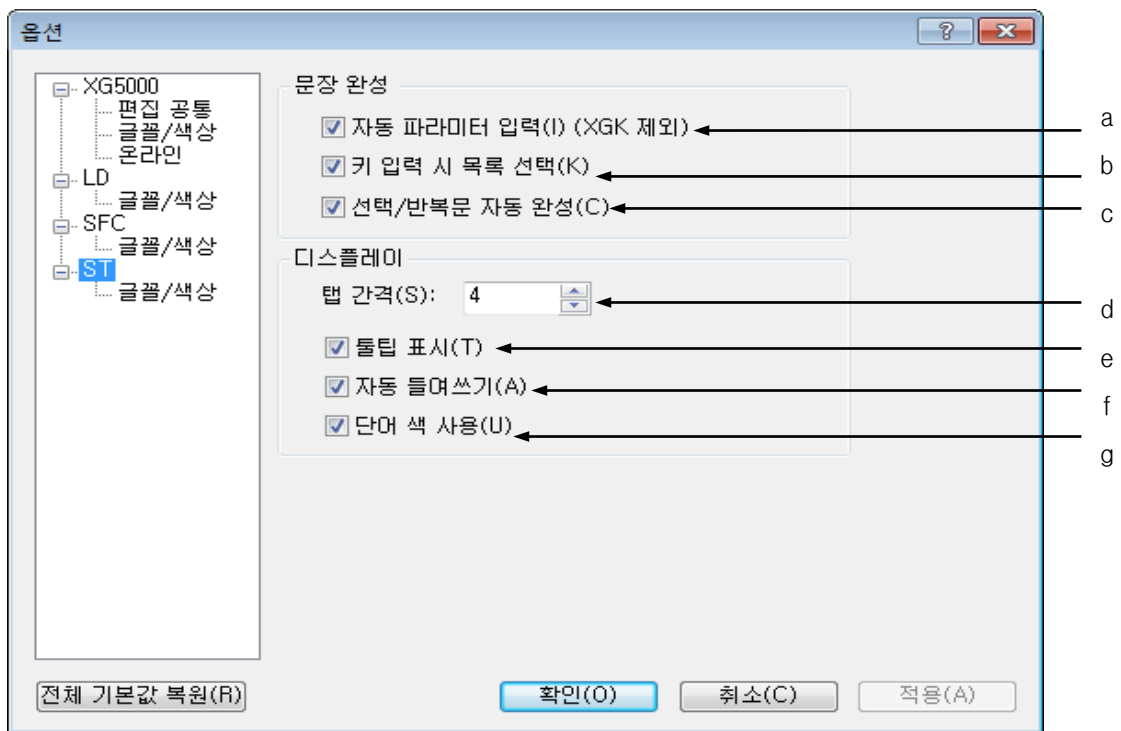 옵션
XG5000
편집 공통
글꼴/색상
온라인
LD
글꼴/색상
SFC
글꼴/색상
ST
글꼴/색상
문장 완성
자동 파라미터 입력(I) (XGK 제외)
키 입력 시 목록 선택(K)
선택/반복문 자동 완성(C)
디스플레이
탭 간격(S): 4
툴팁 표시(T)
자동 들여쓰기(A)
단어 색 사용(U)
a
b
c
d
e
f
g
전체 기본값 복원(R) 확인(O) 취소(C) 적용(A)